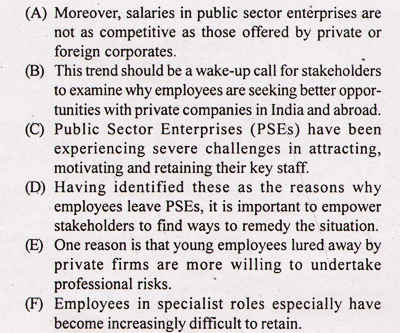 (A) Moreover, salaries in public sector enterprises are
not as competitive as those offered by private or
foreign corporates.
(B) This trend should be a wake-up call for stakeholders
to examine why employees are seeking better oppor-
tunities with private companies in India and abroad.
(C) Public Sector Enterprises (PSEs) have been
experiencing severe challenges in attracting,
motivating and retaining their key staff.
(D) Having identified these as the reasons why
employees leave PSEs, it is important to empower
stakeholders to find ways to remedy the situation.
(E) One reason is that young employees lured away by
private firms are more willing to undertake
professional risks.
(F) Employees in specialist roles especially have
become increasingly difficult to retain.